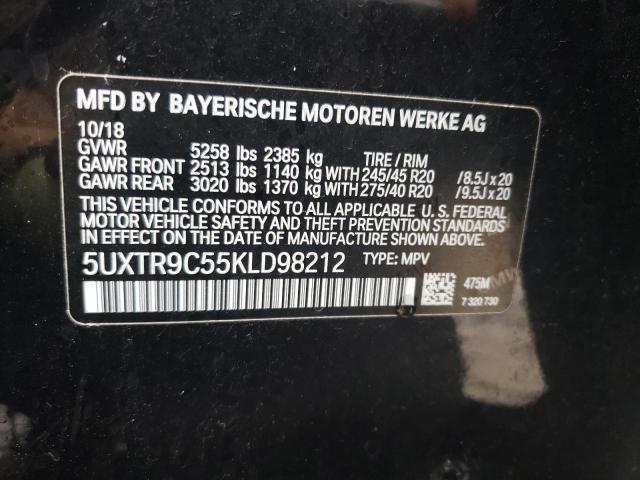 MFD BY BAYERISCHE MOTOREN WERKE AG
10/18
GVWR 5258 lbs 2385 kg TIRE / RIM
GAWR FRONT 2513 lbs 1140 kg WITH 245/45 R20 /8.5J x 20
GAWR REAR 3020 lbs 1370 kg WITH 275/40 R20 /9.5J x 20
THIS VEHICLE CONFORMS TO ALL APPLICABLE U. S. FEDERAL
MOTOR VEHICLE SAFETY AND THEFT PREVENTION STANDARDS
IN EFFECT ON THE DATE OF MANUFACTURE SHOWN ABOVE.
5UXTR9C55KLD98212 TYPE: MPV
475M
7 320 730